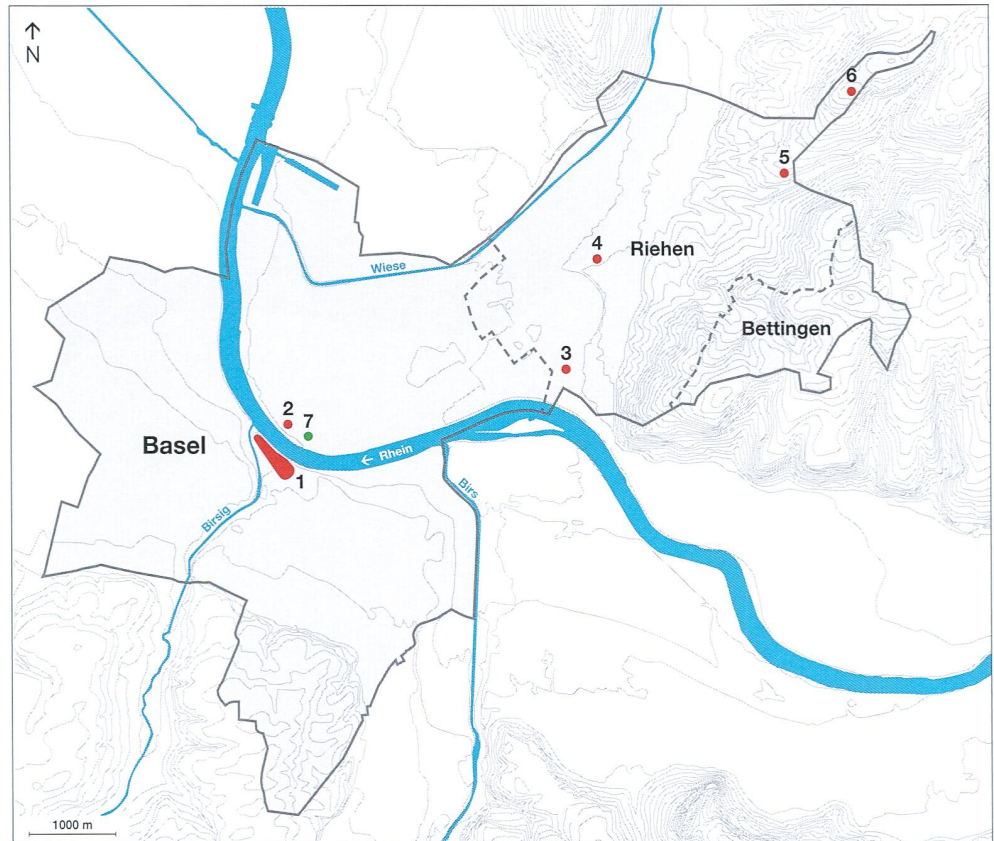 N
6
5
4
Riehen
Wiese
Bettingen
3
2
7
Basel
← Rhein
1
Birs
Birsig
1000 m